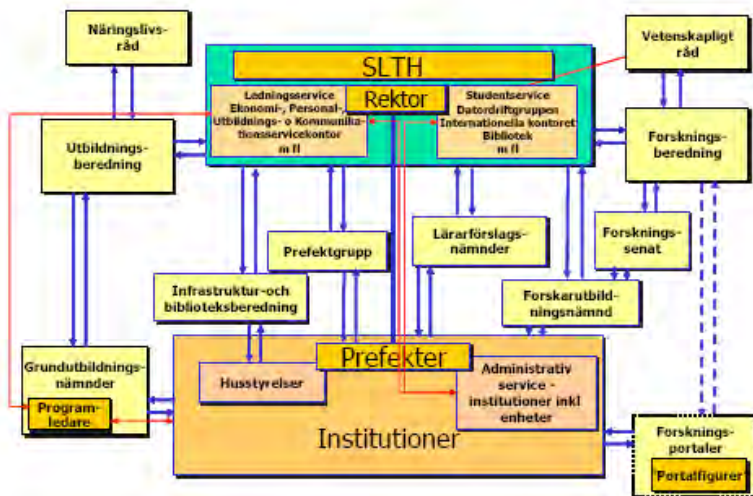 Näringslivs-
råd
SLTH
Vetenskapligt
råd
Ledningsservice
Ekonomi-, Personal-,
Utbildnings- o Kommunika-
tionsservicekontor
m fl
Rektor
Studentservice
Datordriftgruppen
Internationella kontoret
Bibliotek
m fl
Utbildnings-
beredning
Forsknings-
beredning
Prefektgrupp
Lärarförslags-
nämnder
Forsknings-
senat
Infrastruktur-och
biblioteksberedning
Forskarutbild-
ningsnämnd
Grundutbildnings-
nämnder
Program-
ledare
Husstyrelser
Prefekter
Administrativ
service -
institutioner inkl
enheter
Institutioner
Forsknings-
portaler
Portalfigurer